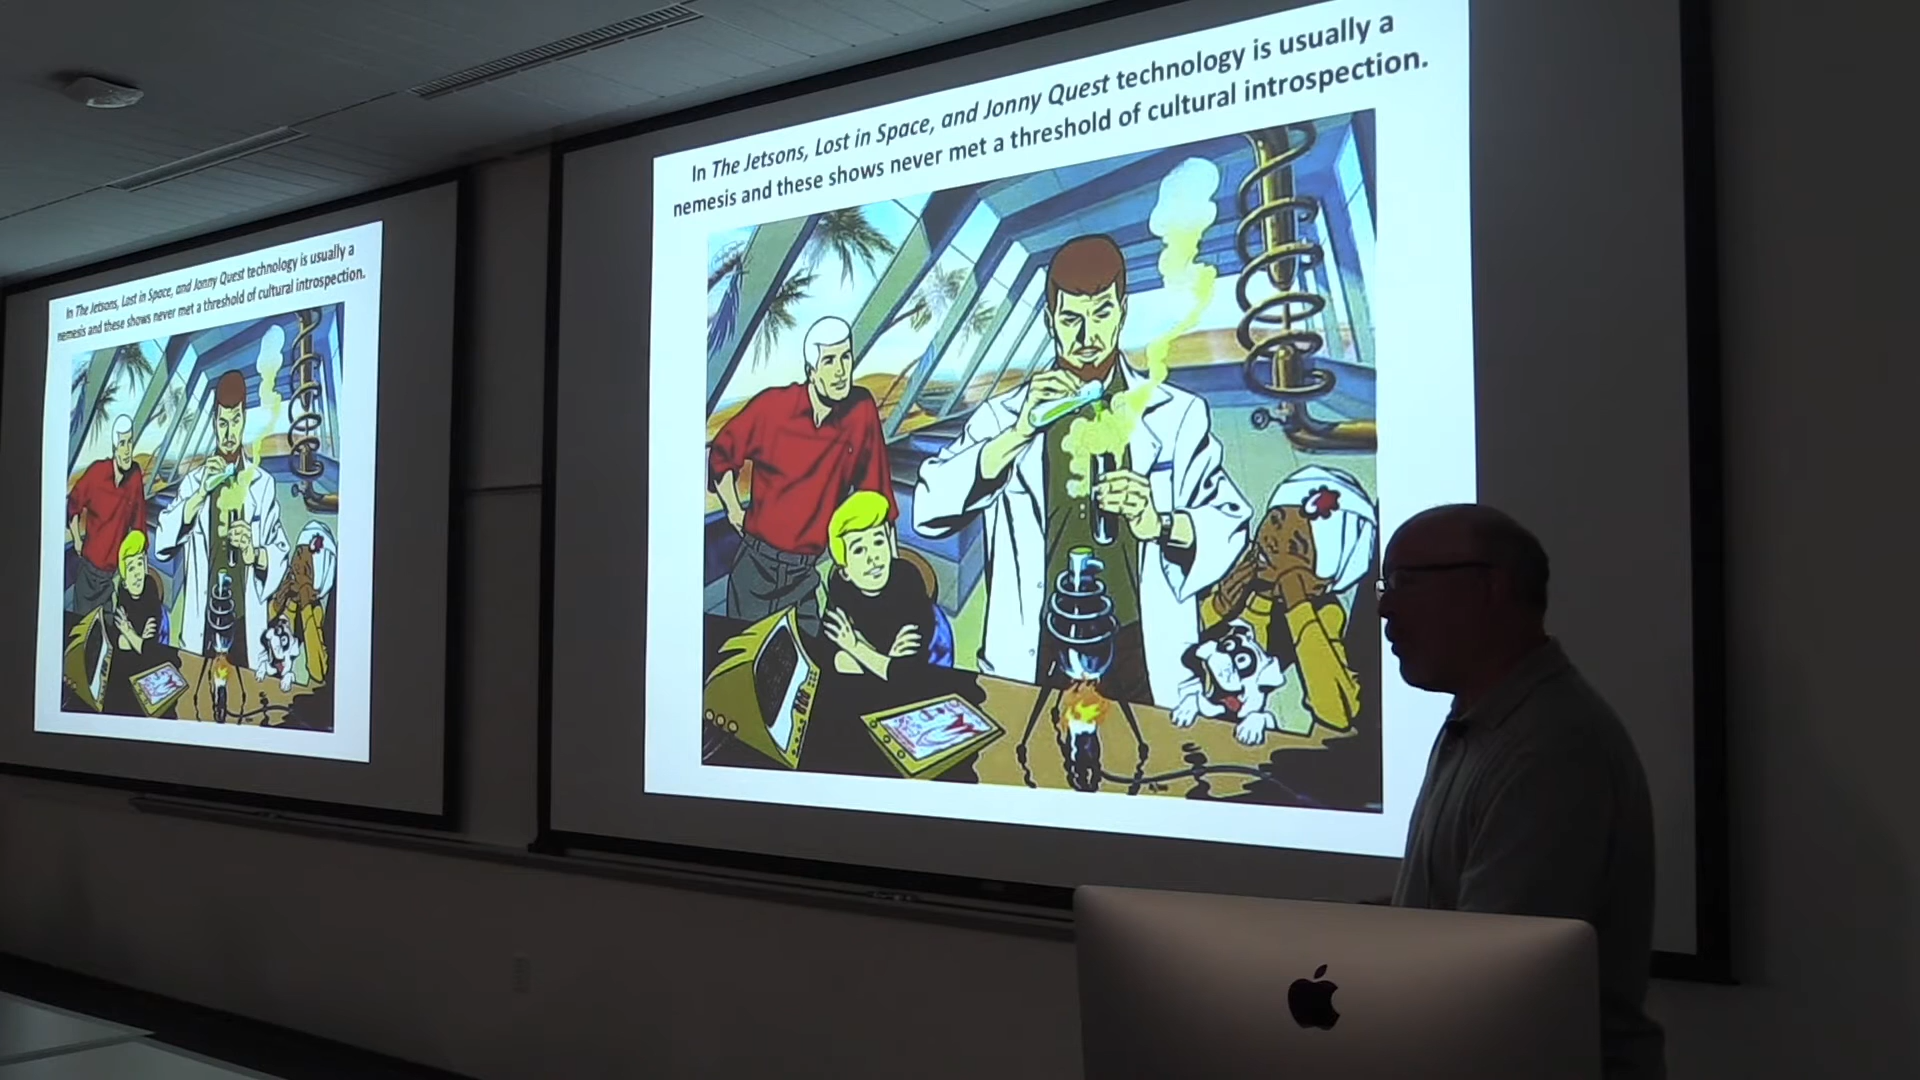 In The Jetsons, Lost in Space, and Jonny Quest technology is usually a
nemesis and these shows never met a threshold of cultural introspection.
In The Jetsons, Lost in Space, and Jonny Quest technology is usually a
nemesis and these shows never met a threshold of cultural introspection.